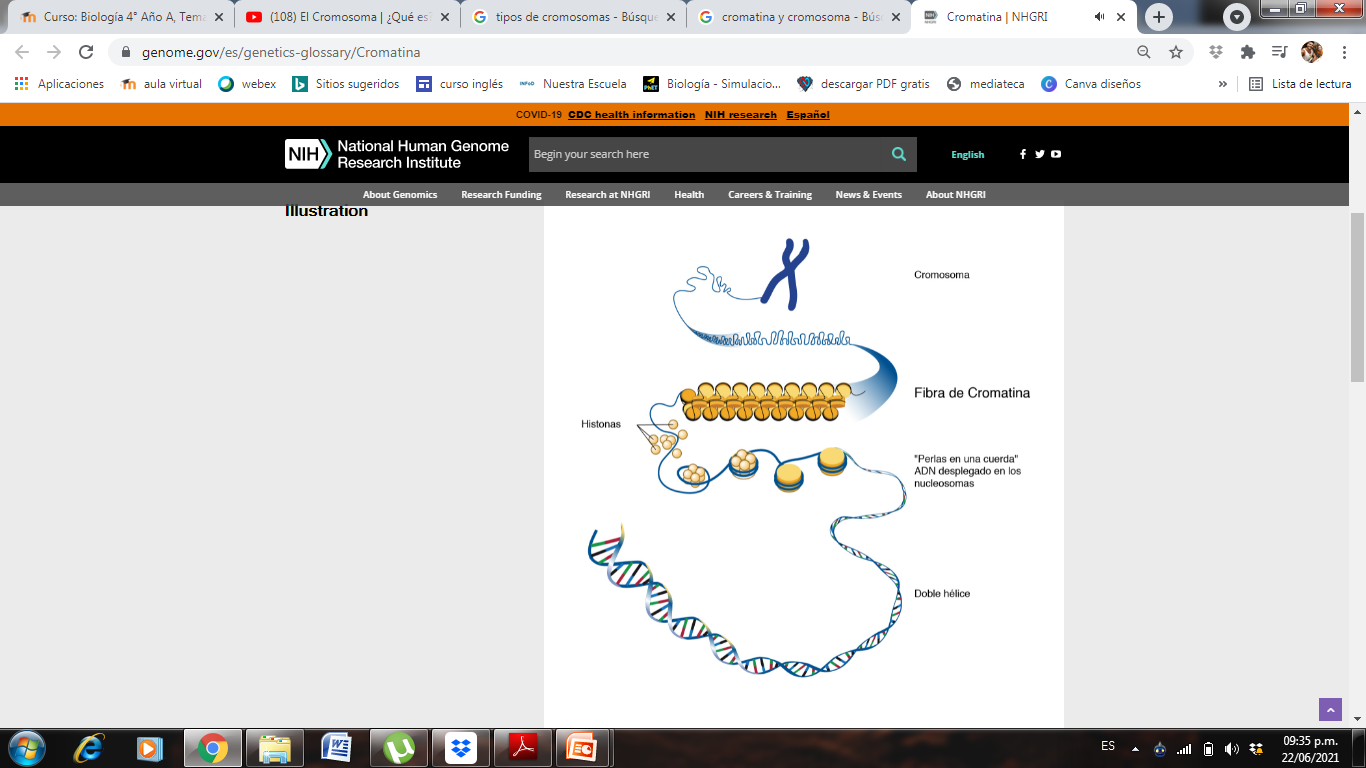 Curso: Biología 4° Año A, Tema
(108) El Cromosoma | ¿Qué es?
tipos de cromosomas - Búsque
cromatina y cromosoma - Bús
Cromatina | NHGRI
genome.gov/es/genetics-glossary/Cromatina
Aplicaciones
aula virtual
webex
Sitios sugeridos
curso inglés
INFoD
Nuestra Escuela
PhET
Biología - Simulacio...
descargar PDF gratis
mediateca
Canva diseños
»
Lista de lectura
COVID-19 CDC health information NIH research Español
NIH
National Human Genome
Research Institute
Begin your search here
English
About Genomics Research Funding Research at NHGRI Health Careers & Training News & Events About NHGRI
Illustration
Cromosoma
Fibra de Cromatina
Histonas
"Perlas en una cuerda"
ADN desplegado en los
nucleosomas
Doble hélice
ES
09:35 p.m.
22/06/2021